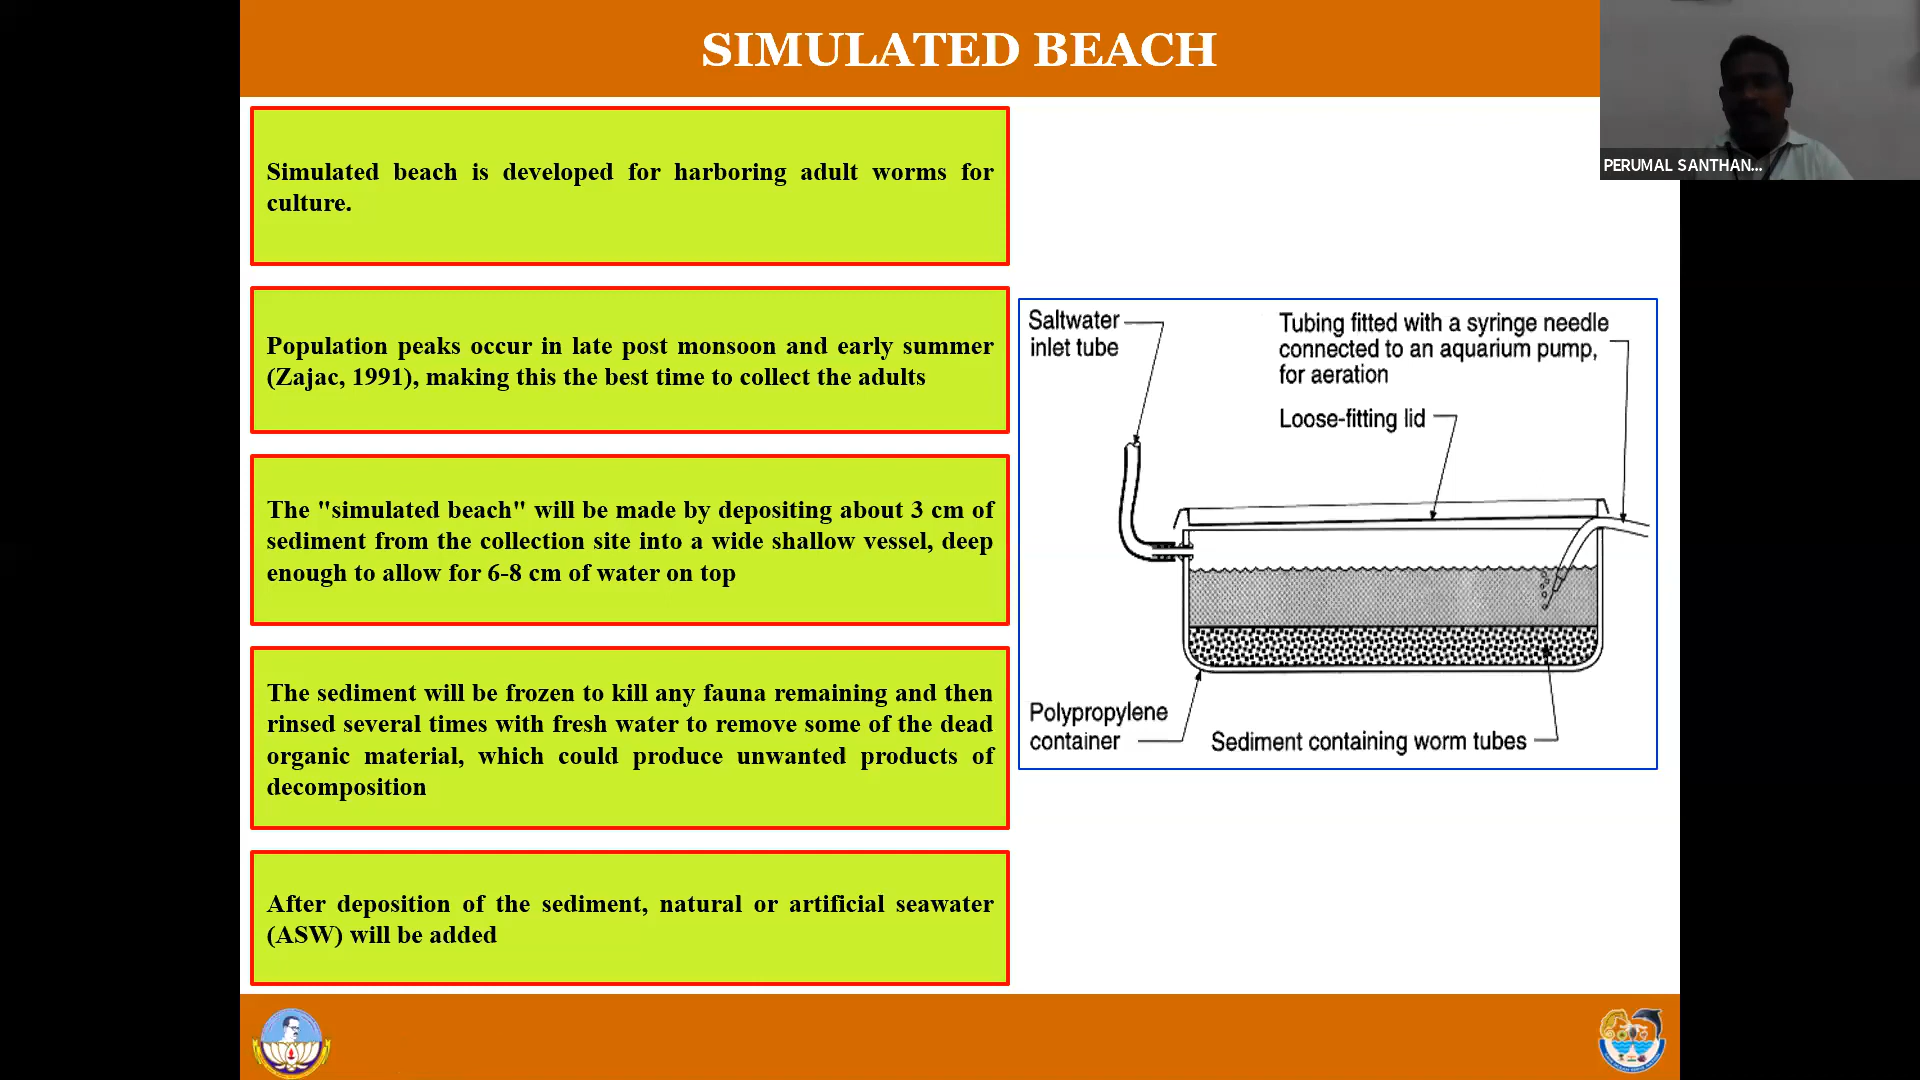 SIMULATED BEACH
PERUMAL SANTHAN...
Simulated beach is developed for harboring adult worms for
culture.
Population peaks occur in late post monsoon and early summer
(Zajac, 1991), making this the best time to collect the adults
The "simulated beach" will be made by depositing about 3 cm of
sediment from the collection site into a wide shallow vessel, deep
enough to allow for 6-8 cm of water on top
The sediment will be frozen to kill any fauna remaining and then
rinsed several times with fresh water to remove some of the dead
organic material, which could produce unwanted products of
decomposition
After deposition of the sediment, natural or artificial seawater
(ASW) will be added
Saltwater
inlet tube
Tubing fitted with a syringe needle
connected to an aquarium pump,
for aeration
Loose-fitting lid
Polypropylene
container
Sediment containing worm tubes